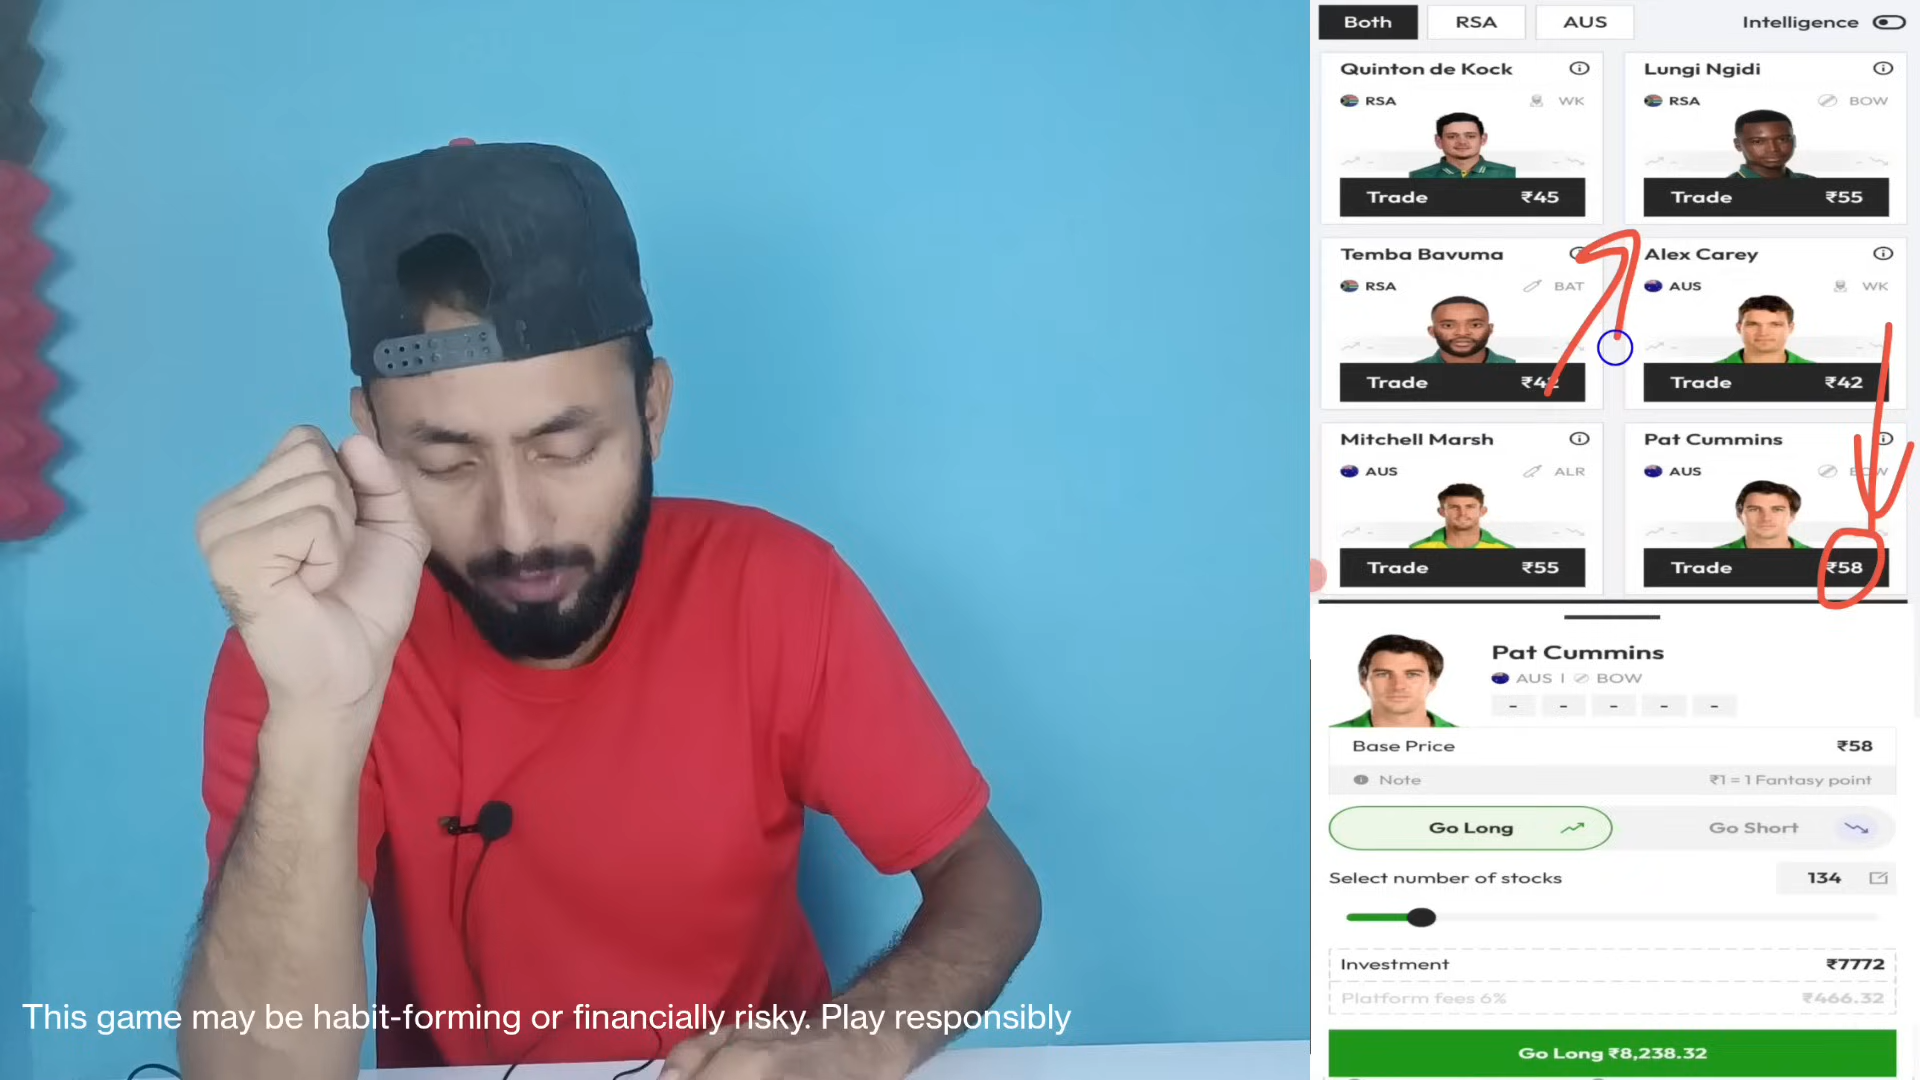 Both RSA AUS Intelligence
Quinton de Kock Lungi Ngidi
RSA WK RSA BOW
Trade ₹45 Trade ₹55
Temba Bavuma Alex Carey
RSA BAT AUS WK
Trade ₹42 Trade ₹42
Mitchell Marsh Pat Cummins
AUS ALR AUS BOW
Trade ₹55 Trade ₹58
Pat Cummins
AUS | BOW
- - - - -
Base Price ₹58
Note ₹1 = 1 Fantasy point
Go Long Go Short
Select number of stocks 134
Investment ₹7772
Platform fees 6% ₹466.32
Go Long ₹8,238.32
This game may be habit-forming or financially risky. Play responsibly